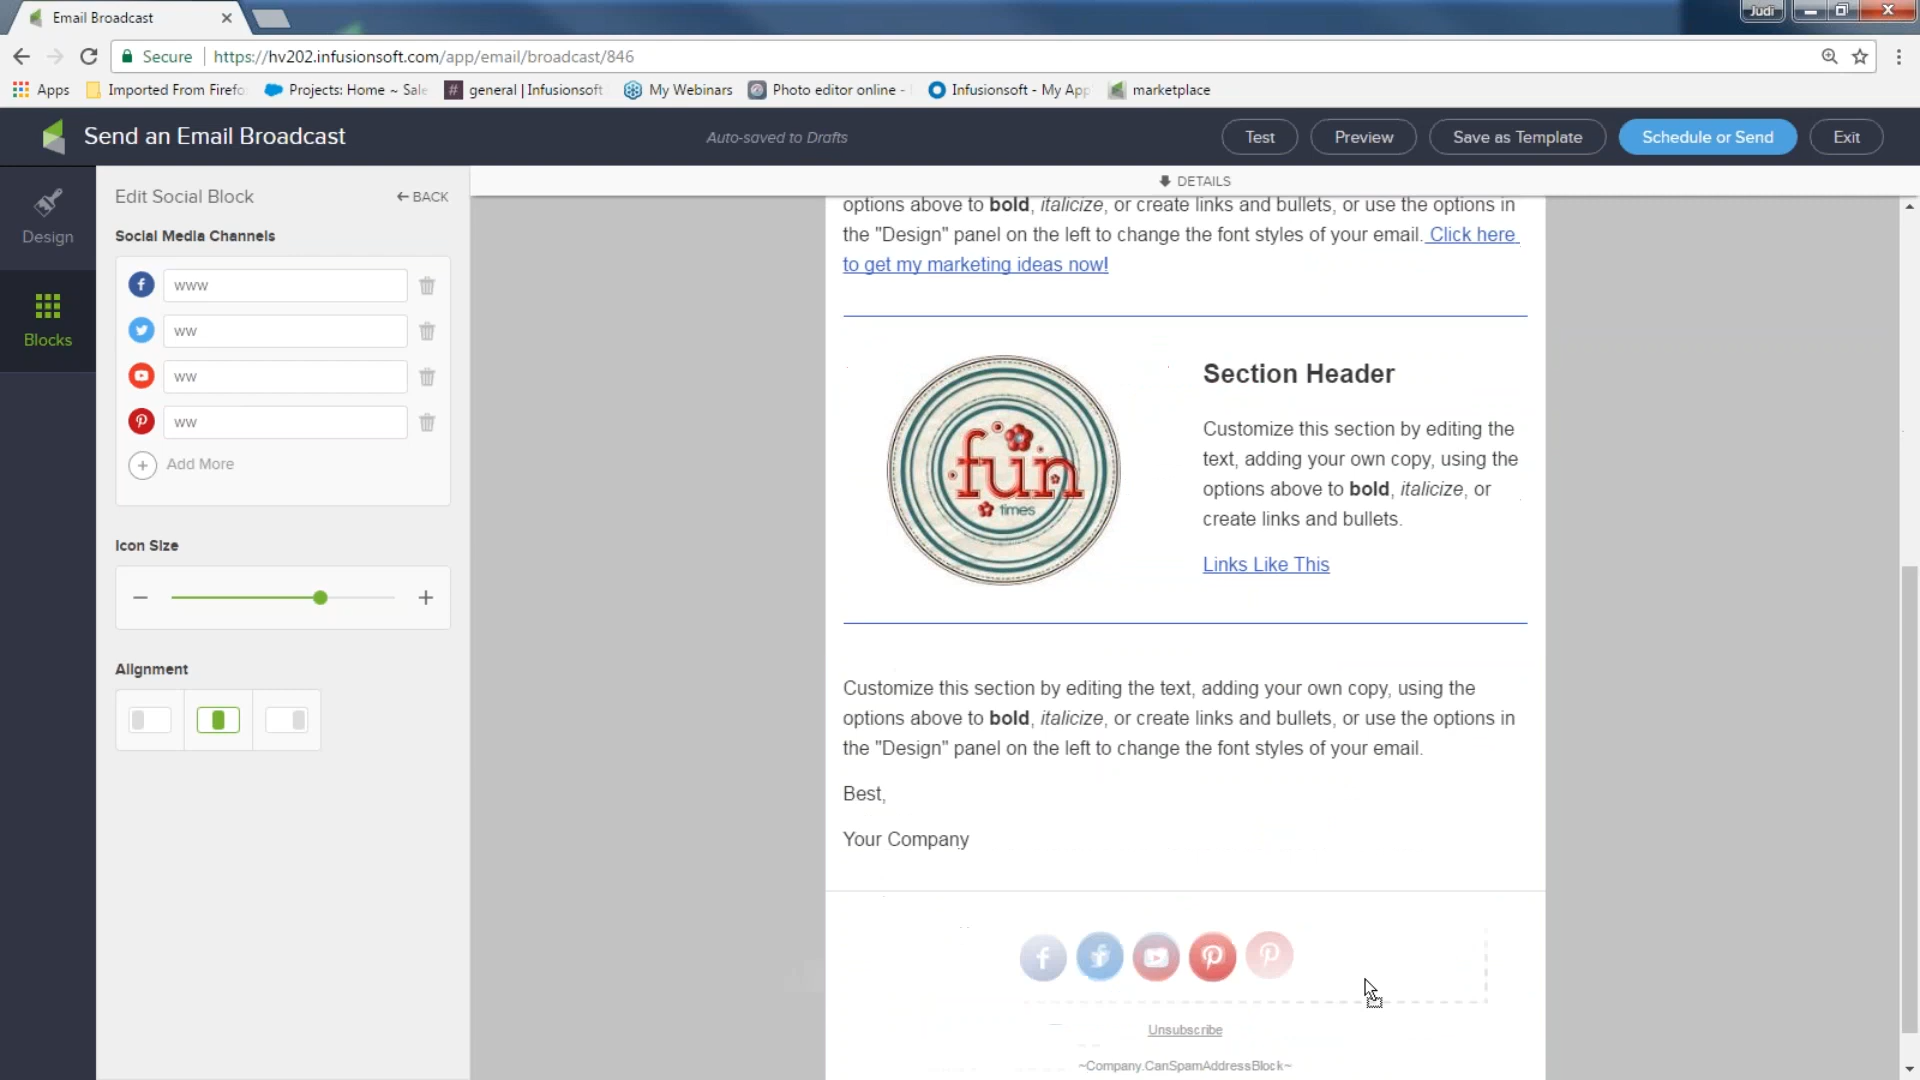 Email Broadcast
Judi
Secure
https://hv202.infusionsoft.com/app/email/broadcast/846
Apps
Imported From Firefo
Projects: Home ~ Sale
# general | Infusionsoft
My Webinars
Photo editor online -
Infusionsoft - My App
marketplace
Send an Email Broadcast
Auto-saved to Drafts
Test
Preview
Save as Template
Schedule or Send
Exit
Design
Blocks
Edit Social Block
BACK
Social Media Channels
www
ww
ww
ww
Add More
Icon Size
Alignment
DETAILS
options above to bold, italicize, or create links and bullets, or use the options in
the "Design" panel on the left to change the font styles of your email. Click here
to get my marketing ideas now!
fun
times
Section Header
Customize this section by editing the
text, adding your own copy, using the
options above to bold, italicize, or
create links and bullets.
Links Like This
Customize this section by editing the text, adding your own copy, using the
options above to bold, italicize, or create links and bullets, or use the options in
the "Design" panel on the left to change the font styles of your email.
Best,
Your Company
Unsubscribe
~Company.CanSpamAddressBlock~